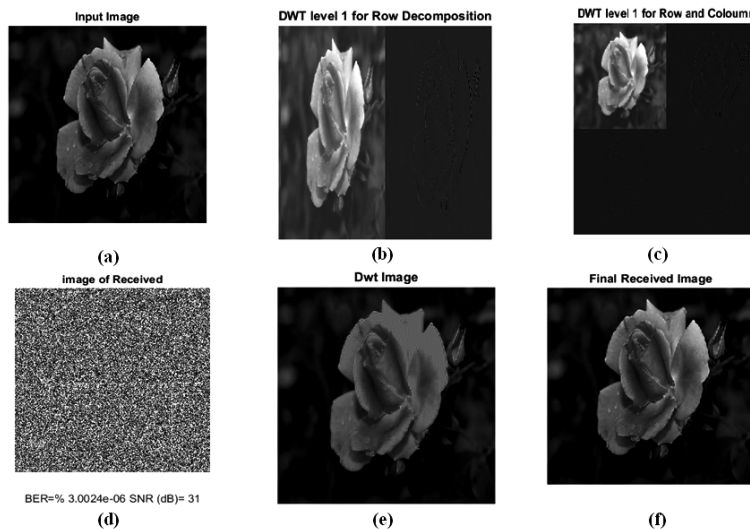 Input Image
DWT level 1 for Row Decomposition
DWT level 1 for Row and Coloumn
(a)
(b)
(c)
image of Received
Dwt Image
Final Received Image
BER=% 3.0024e-06 SNR (dB)= 31
(d)
(e)
(f)